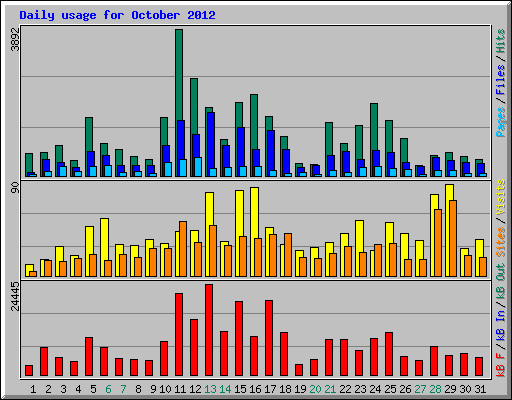 Daily usage for October 2012
3892
Pages / Files / Hits
90
Sites / Visits
24445
kB F / kB In / kB Out
1 2 3 4 5 6 7 8 9 10 11 12 13 14 15 16 17 18 19 20 21 22 23 24 25 26 27 28 29 30 31